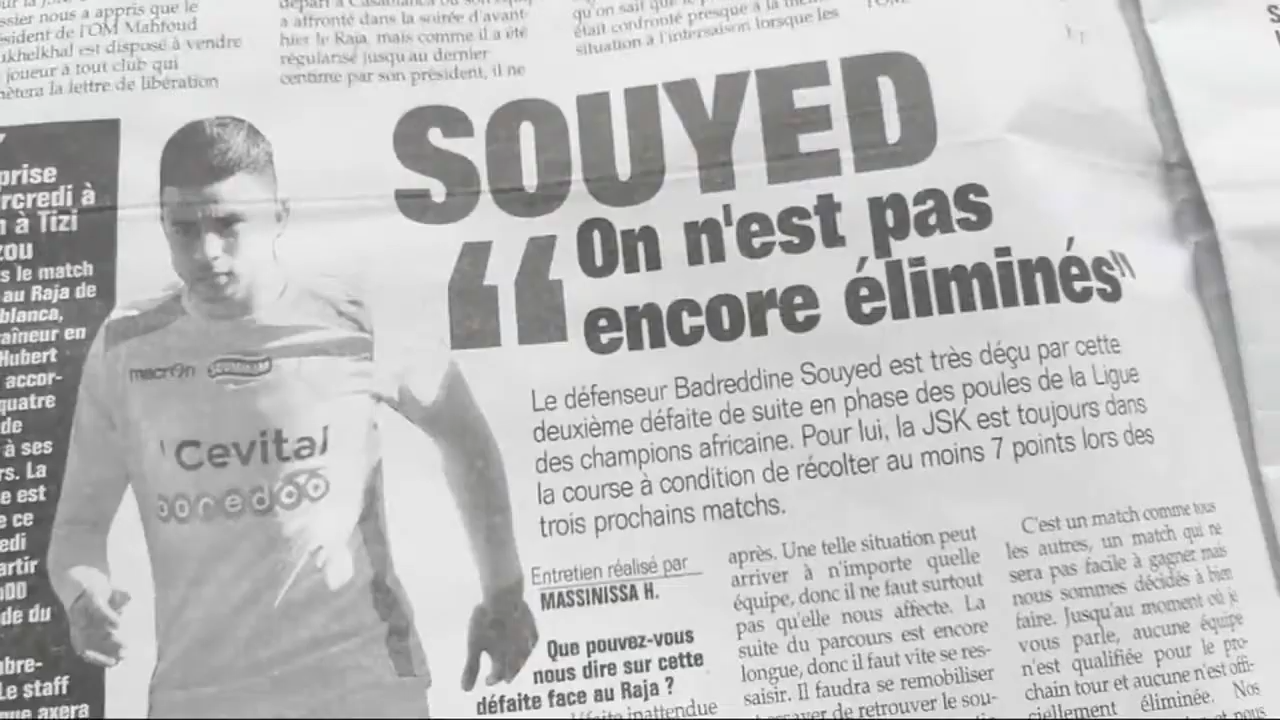 sident de l'OM Mahfoud
est disposé à vendre
joueur à tout club qui
la lettre de libération
a affronté dans la soirée d'avant-
hier le Raja, mais comme il a été
régularisé jusqu'au dernier
centime par son président, il ne
était confronté presque à la
situation à l'intersaison lorsque les
prise
rcredi à
à Tizi
zou
s le match
au Raja de
blanca,
raîneur en
Hubert
accor-
quatre
de
à ses
rs. La
e est
e ce
edi
artir
h00
de du
mbre-
Le staff
que axera
macron
Cevital
ooredoo
SOUYED
“On n'est pas
encore éliminés”
Le défenseur Badreddine Souyed est très déçu par cette
deuxième défaite de suite en phase des poules de la Ligue
des champions africaine. Pour lui, la JSK est toujours dans
la course à condition de récolter au moins 7 points lors des
trois prochains matchs.
Entretien réalisé par
MASSINISSA H.
Que pouvez-vous
nous dire sur cette
défaite face au Raja ?
défaite inattendue
après. Une telle situation peut
arriver à n'importe quelle
équipe, donc il ne faut surtout
pas qu'elle nous affecte. La
suite du parcours est encore
longue, donc il faut vite se res-
saisir. Il faudra se remobiliser
de retrouver le sou-
C'est un match comme tous
les autres, un match qui ne
sera pas facile à gagner mais
nous sommes décidés à bien
faire. Jusqu'au moment où je
vous parle, aucune équipe
n'est qualifiée pour le pro-
chain tour et aucune n'est offi-
ciellement éliminée. Nos